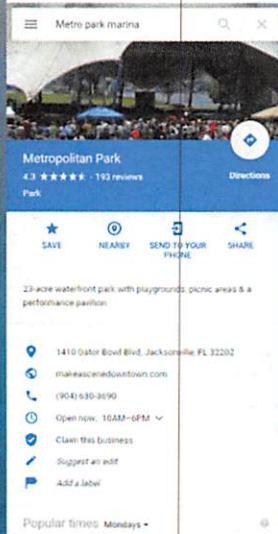 Metro park marina
Metropolitan Park
4.3 ★★★★★ · 193 reviews
Directions
Park
SAVE
NEARBY
SEND TO YOUR PHONE
SHARE
23-acre waterfront park with playgrounds, picnic areas & a
performance pavilion.
1410 Gator Bowl Blvd, Jacksonville, FL 32202
makeascenedowntown.com
(904) 630-3690
Open now: 10AM–6PM
Claim this business
Suggest an edit
Add a label
Popular times Mondays